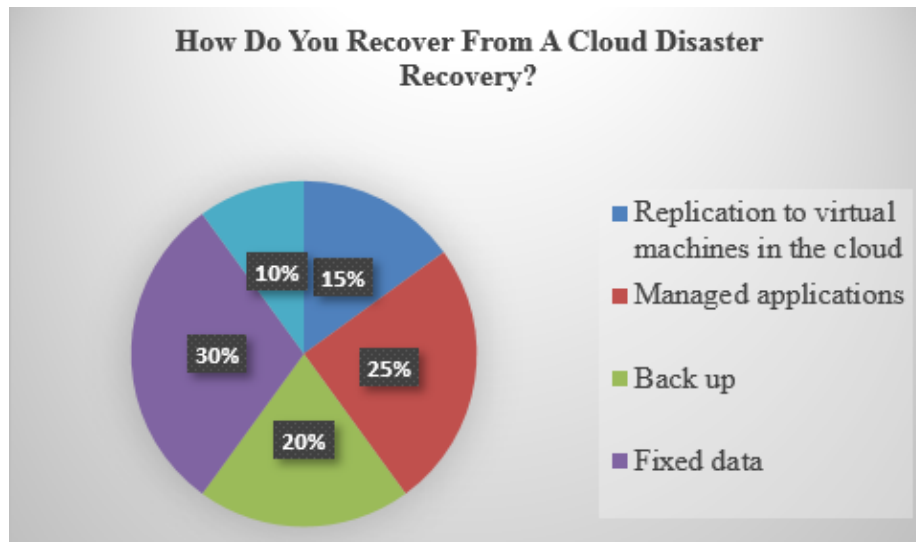 How Do You Recover From A Cloud Disaster
Recovery?
10%
15%
30%
25%
20%
Replication to virtual
machines in the cloud
Managed applications
Back up
Fixed data